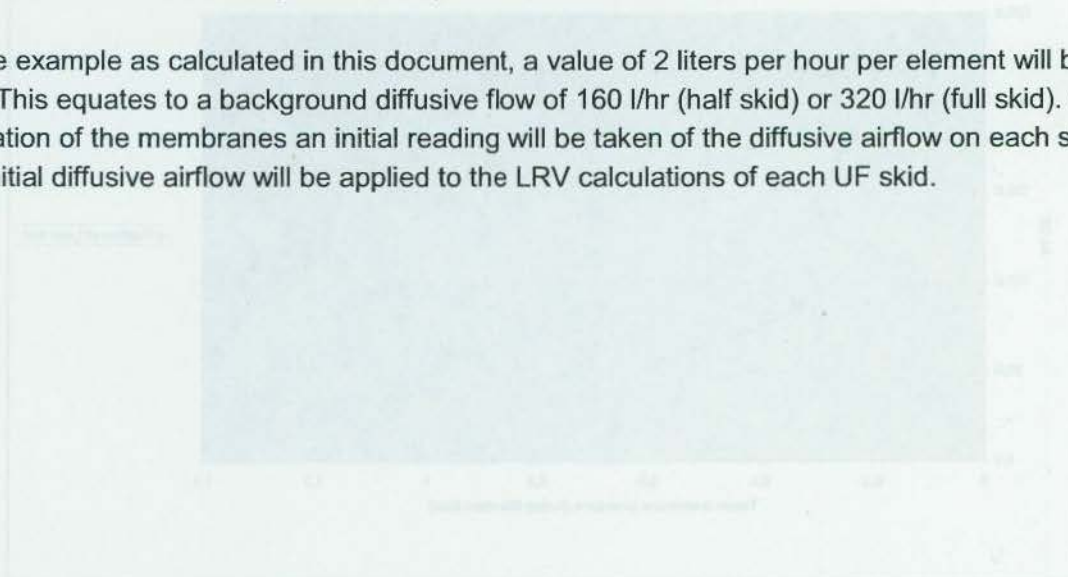 e example as calculated in this document, a value of 2 liters per hour per element will b
This equates to a background diffusive flow of 160 l/hr (half skid) or 320 l/hr (full skid).
ation of the membranes an initial reading will be taken of the diffusive airflow on each s
itial diffusive airflow will be applied to the LRV calculations of each UF skid.